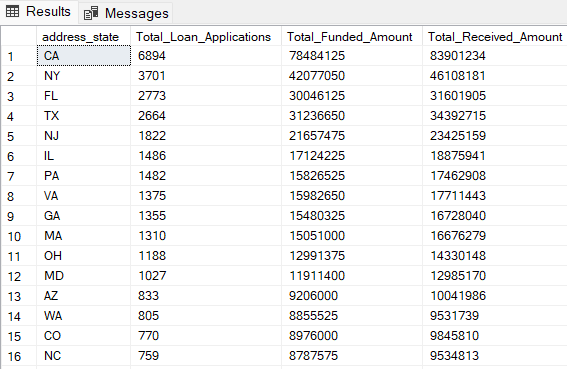 Results Messages
address_state Total_Loan_Applications Total_Funded_Amount Total_Received_Amount
1 CA 6894 78484125 83901234
2 NY 3701 42077050 46108181
3 FL 2773 30046125 31601905
4 TX 2664 31236650 34392715
5 NJ 1822 21657475 23425159
6 IL 1486 17124225 18875941
7 PA 1482 15826525 17462908
8 VA 1375 15982650 17711443
9 GA 1355 15480325 16728040
10 MA 1310 15051000 16676279
11 OH 1188 12991375 14330148
12 MD 1027 11911400 12985170
13 AZ 833 9206000 10041986
14 WA 805 8855525 9531739
15 CO 770 8976000 9845810
16 NC 759 8787575 9534813